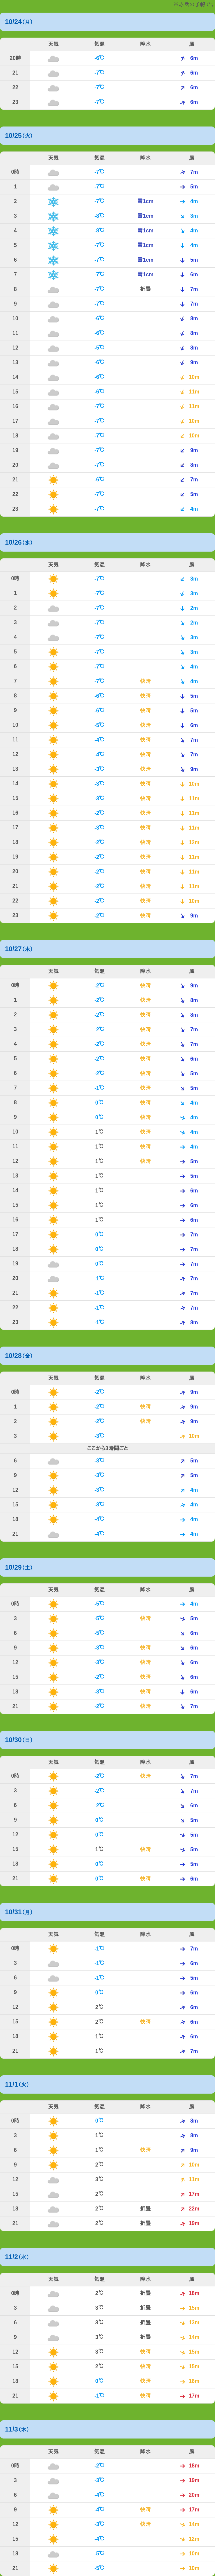 の予報です
10/24(月)
天気 気温 降水 風
20時 -6℃ 6m
21 -7℃ 6m
22 -7℃ 6m
23 -7℃ 6m
10/25(火)
天気 気温 降水 風
0時 -7℃ 7m
1 -7℃ 5m
2 -7℃ 雪1cm 4m
3 -8℃ 雪1cm 3m
4 -8℃ 雪1cm 4m
5 -7℃ 雪1cm 4m
6 -7℃ 雪1cm 5m
7 -7℃ 雪1cm 6m
8 -7℃ 折畳 7m
9 -7℃ 7m
10 -6℃ 8m
11 -6℃ 8m
12 -5℃ 8m
13 -6℃ 9m
14 -6℃ 10m
15 -6℃ 11m
16 -7℃ 11m
17 -7℃ 10m
18 -7℃ 10m
19 -7℃ 9m
20 -7℃ 8m
21 -6℃ 7m
22 -7℃ 5m
23 -7℃ 4m
10/26(水)
天気 気温 降水 風
0時 -7℃ 3m
1 -7℃ 3m
2 -7℃ 2m
3 -7℃ 2m
4 -7℃ 3m
5 -7℃ 3m
6 -7℃ 4m
7 -7℃ 快晴 4m
8 -6℃ 快晴 5m
9 -6℃ 快晴 5m
10 -5℃ 快晴 6m
11 -4℃ 快晴 7m
12 -4℃ 快晴 7m
13 -3℃ 快晴 9m
14 -3℃ 快晴 10m
15 -3℃ 快晴 11m
16 -2℃ 快晴 11m
17 -3℃ 快晴 11m
18 -2℃ 快晴 12m
19 -2℃ 快晴 11m
20 -2℃ 快晴 11m
21 -2℃ 快晴 11m
22 -2℃ 快晴 10m
23 -2℃ 快晴 9m
10/27(木)
天気 気温 降水 風
0時 -2℃ 快晴 9m
1 -2℃ 快晴 8m
2 -2℃ 快晴 8m
3 -2℃ 快晴 7m
4 -2℃ 快晴 7m
5 -2℃ 快晴 6m
6 -2℃ 快晴 5m
7 -1℃ 快晴 5m
8 0℃ 快晴 4m
9 0℃ 快晴 4m
10 1℃ 快晴 4m
11 1℃ 快晴 4m
12 1℃ 快晴 5m
13 1℃ 5m
14 1℃ 6m
15 1℃ 6m
16 1℃ 6m
17 0℃ 7m
18 0℃ 7m
19 0℃ 7m
20 -1℃ 7m
21 -1℃ 7m
22 -1℃ 7m
23 -1℃ 8m
10/28(金)
天気 気温 降水 風
0時 -2℃ 9m
1 -2℃ 快晴 9m
2 -2℃ 快晴 9m
3 -3℃ 10m
ここから3時間ごと
6 -3℃ 5m
9 -3℃ 5m
12 -3℃ 4m
15 -3℃ 4m
18 -4℃ 4m
21 -4℃ 4m
10/29(土)
天気 気温 降水 風
0時 -5℃ 4m
3 -5℃ 快晴 5m
6 -5℃ 5m
9 -3℃ 快晴 6m
12 -3℃ 快晴 6m
15 -2℃ 快晴 6m
18 -3℃ 快晴 6m
21 -2℃ 快晴 7m
10/30(日)
天気 気温 降水 風
0時 -2℃ 快晴 7m
3 -2℃ 7m
6 -2℃ 6m
9 0℃ 5m
12 0℃ 5m
15 1℃ 快晴 5m
18 0℃ 5m
21 0℃ 快晴 6m
10/31(月)
天気 気温 降水 風
0時 -1℃ 7m
3 -1℃ 6m
6 -1℃ 5m
9 0℃ 6m
12 2℃ 6m
15 2℃ 快晴 6m
18 1℃ 6m
21 1℃ 7m
11/1(火)
天気 気温 降水 風
0時 0℃ 8m
3 1℃ 8m
6 1℃ 快晴 9m
9 2℃ 10m
12 3℃ 11m
15 2℃ 17m
18 2℃ 折畳 22m
21 2℃ 折畳 19m
11/2(水)
天気 気温 降水 風
0時 2℃ 折畳 18m
3 3℃ 折畳 15m
6 3℃ 折畳 13m
9 3℃ 折畳 14m
12 3℃ 快晴 15m
15 2℃ 快晴 15m
18 0℃ 快晴 16m
21 -1℃ 快晴 17m
11/3(木)
天気 気温 降水 風
0時 -2℃ 18m
3 -3℃ 19m
6 -4℃ 20m
9 -4℃ 快晴 17m
12 -3℃ 快晴 14m
15 -4℃ 12m
18 -5℃ 10m
21 -5℃ 10m